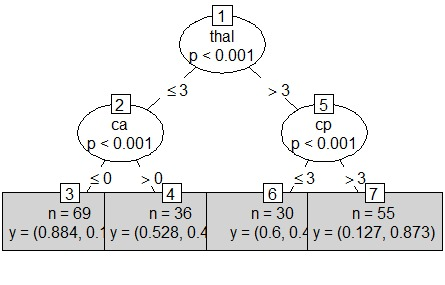 1
thal
p < 0.001
≤ 3
> 3
2
ca
p < 0.001
5
cp
p < 0.001
≤ 0
> 0
≤ 3
> 3
3
n = 69
y = (0.884, 0.1
4
n = 36
y = (0.528, 0.4
6
n = 30
y = (0.6, 0.4
7
n = 55
y = (0.127, 0.873)